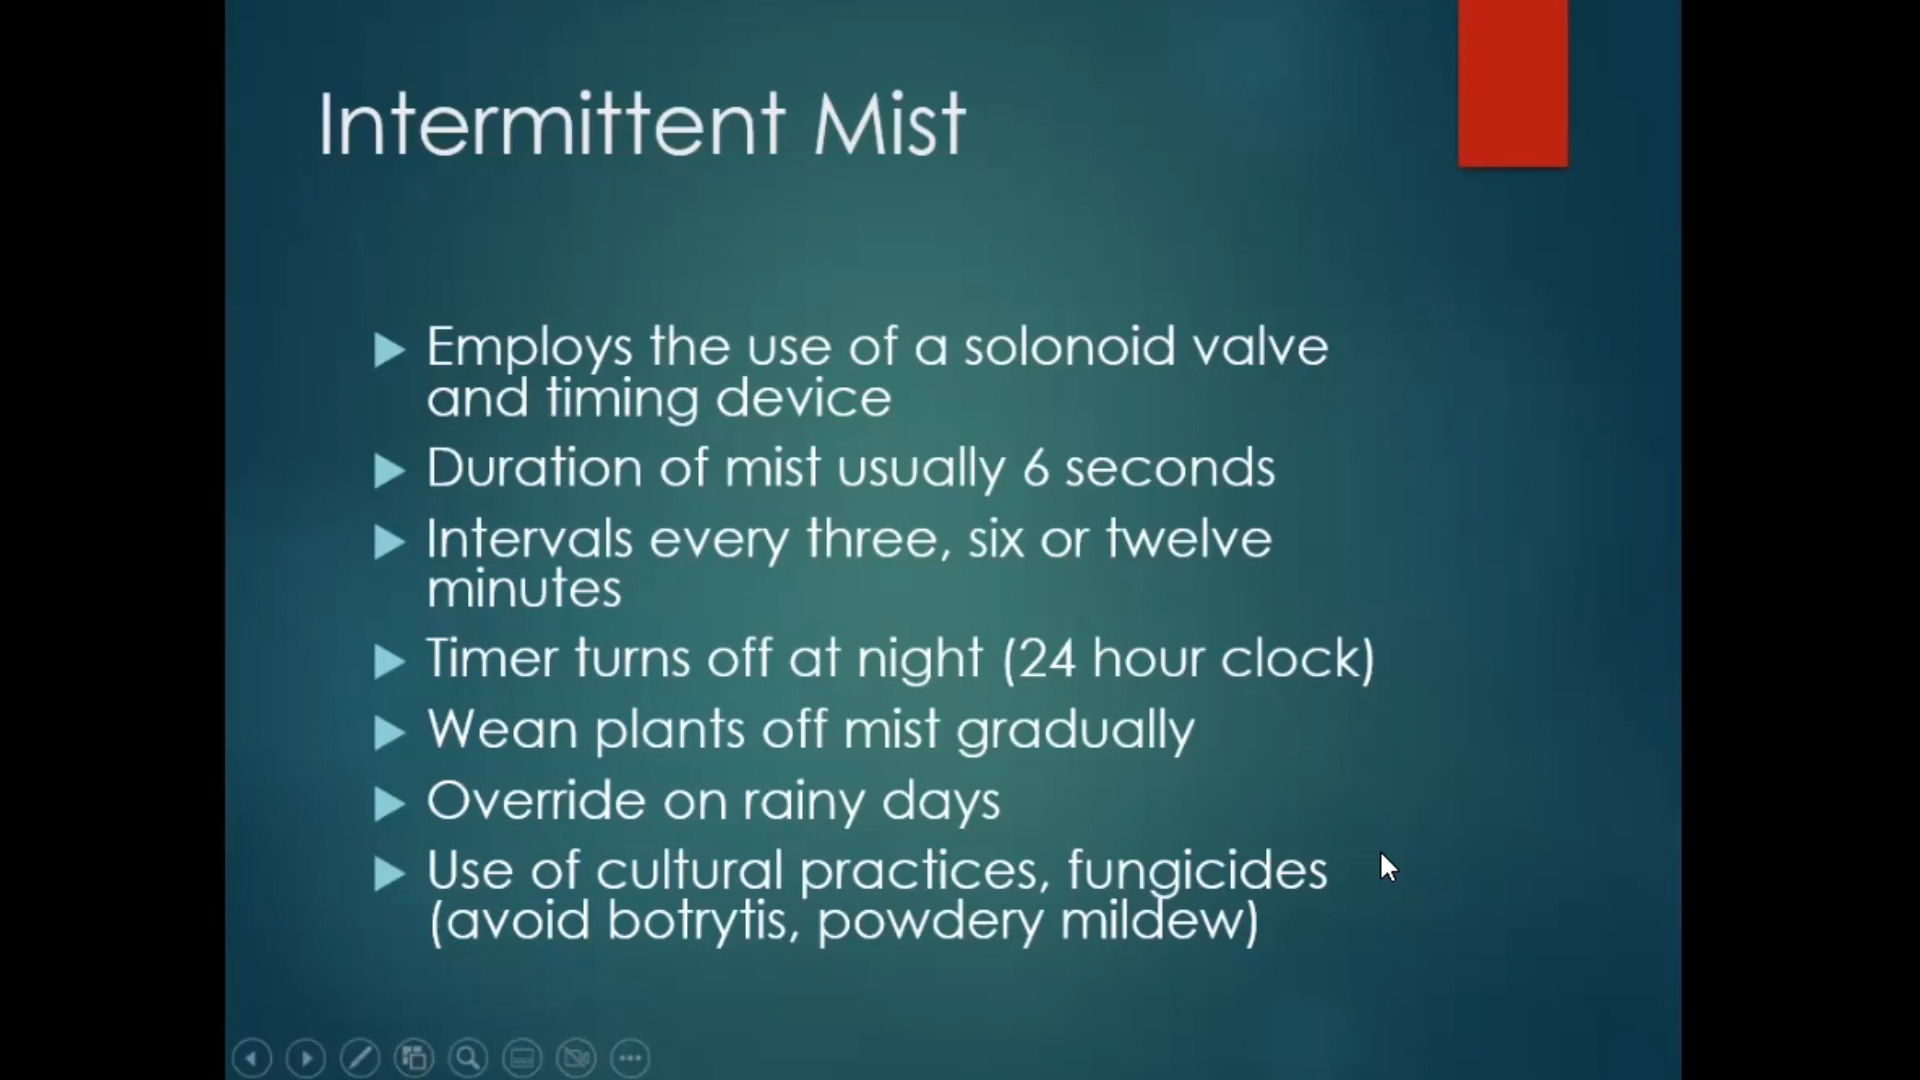 Intermittent Mist
Employs the use of a solonoid valve
and timing device
Duration of mist usually 6 seconds
Intervals every three, six or twelve
minutes
Timer turns off at night (24 hour clock)
Wean plants off mist gradually
Override on rainy days
Use of cultural practices, fungicides
(avoid botrytis, powdery mildew)